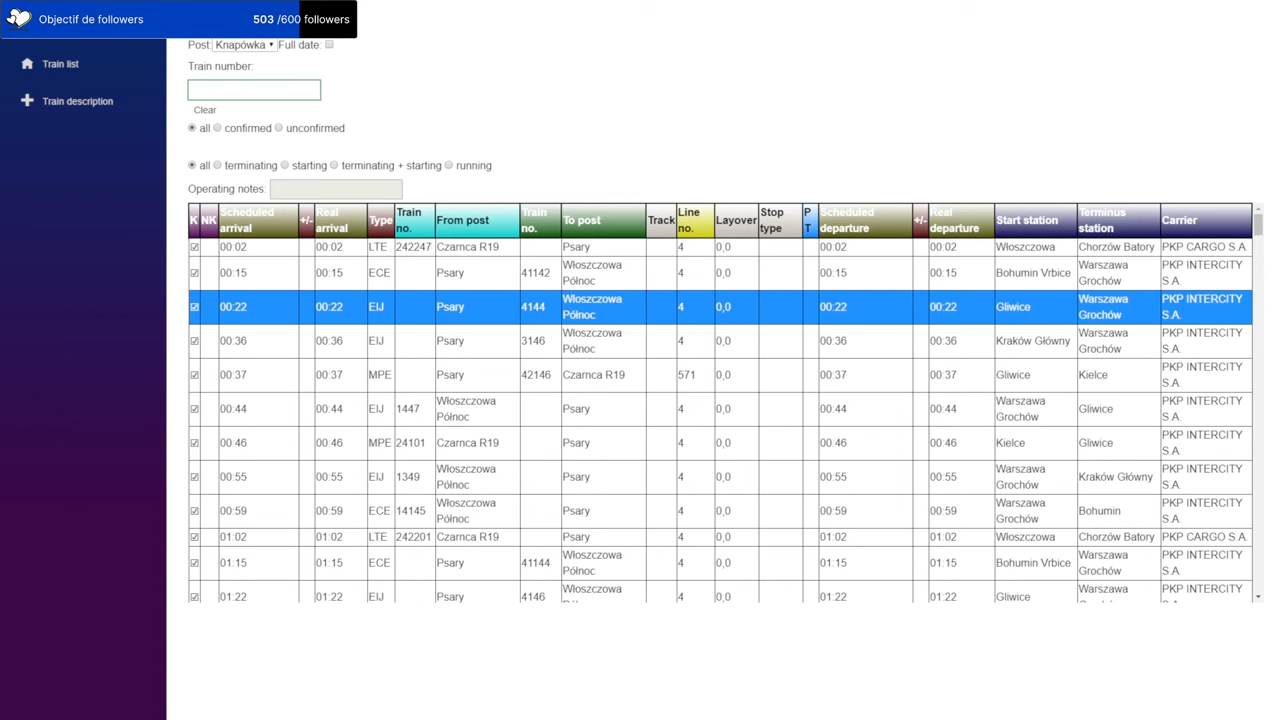 Objectif de followers 503 /600 followers
Train list
Train description
Post: Knapówka Full date:
Train number:
Clear
all confirmed unconfirmed
all terminating starting terminating + starting running
Operating notes:
K NK Scheduled arrival +/- Real arrival Type Train no. From post Train no. To post Track Line no. Layover Stop type P T Scheduled departure +/- Real departure Start station Terminus station Carrier
00:02 00:02 LTE 242247 Czarnca R19 Psary 4 0,0 00:02 00:02 Włoszczowa Chorzów Batory PKP CARGO S.A.
00:15 00:15 ECE Psary 41142 Włoszczowa Północ 4 0,0 00:15 00:15 Bohumin Vrbice Warszawa Grochów PKP INTERCITY S.A.
00:22 00:22 EIJ Psary 4144 Włoszczowa Północ 4 0,0 00:22 00:22 Gliwice Warszawa Grochów PKP INTERCITY S.A.
00:36 00:36 EIJ Psary 3146 Włoszczowa Północ 4 0,0 00:36 00:36 Kraków Główny Warszawa Grochów PKP INTERCITY S.A.
00:37 00:37 MPE Psary 42146 Czarnca R19 571 0,0 00:37 00:37 Gliwice Kielce PKP INTERCITY S.A.
00:44 00:44 EIJ 1447 Włoszczowa Północ Psary 4 0,0 00:44 00:44 Warszawa Grochów Gliwice PKP INTERCITY S.A.
00:46 00:46 MPE 24101 Czarnca R19 Psary 4 0,0 00:46 00:46 Kielce Gliwice PKP INTERCITY S.A.
00:55 00:55 EIJ 1349 Włoszczowa Północ Psary 4 0,0 00:55 00:55 Warszawa Grochów Kraków Główny PKP INTERCITY S.A.
00:59 00:59 ECE 14145 Włoszczowa Północ Psary 4 0,0 00:59 00:59 Warszawa Grochów Bohumin PKP INTERCITY S.A.
01:02 01:02 LTE 242201 Czarnca R19 Psary 4 0,0 01:02 01:02 Włoszczowa Chorzów Batory PKP CARGO S.A.
01:15 01:15 ECE Psary 41144 Włoszczowa Północ 4 0,0 01:15 01:15 Bohumin Vrbice Warszawa Grochów PKP INTERCITY S.A.
01:22 01:22 EIJ Psary 4146 Włoszczowa 4 0,0 01:22 01:22 Gliwice Warszawa PKP INTERCITY